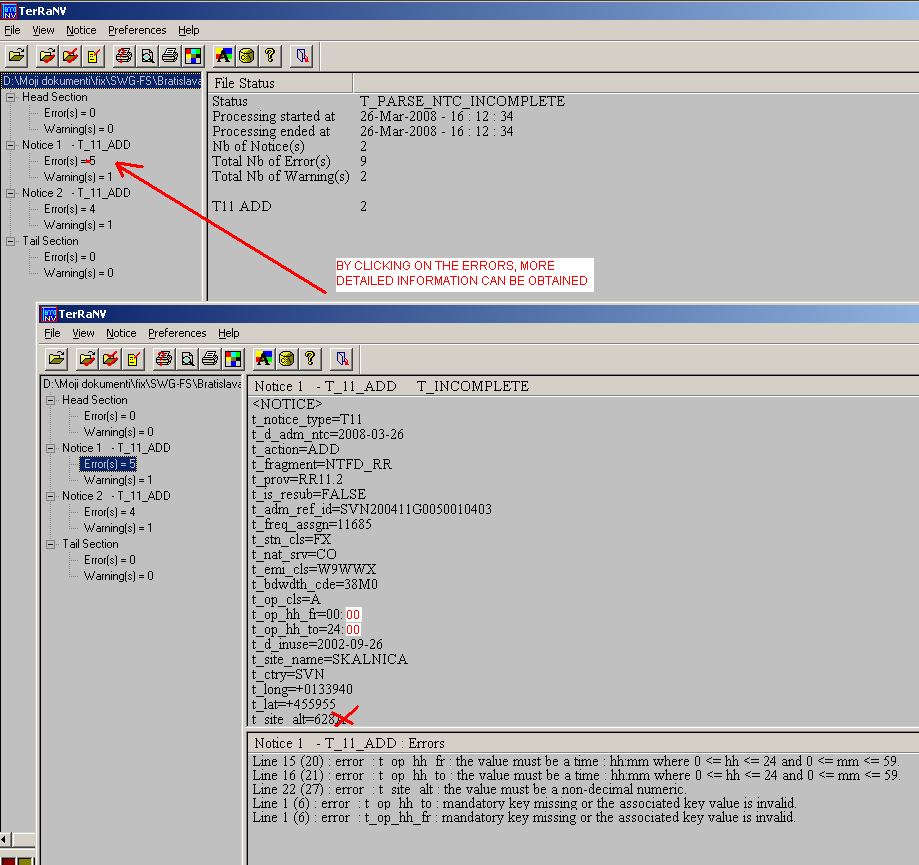 TerRaNV
File View Notice Preferences Help
D:\Moji dokumenti\fix\SWG-FS\Bratislava
Head Section
Error(s) = 0
Warning(s) = 0
Notice 1 - T_11_ADD
Error(s) = 5
Warning(s) = 1
Notice 2 - T_11_ADD
Error(s) = 4
Warning(s) = 1
Tail Section
Error(s) = 0
Warning(s) = 0
File Status
Status T_PARSE_NTC_INCOMPLETE
Processing started at 26-Mar-2008 - 16 : 12 : 34
Processing ended at 26-Mar-2008 - 16 : 12 : 34
Nb of Notice(s) 2
Total Nb of Error(s) 9
Total Nb of Warning(s) 2
T11 ADD 2
BY CLICKING ON THE ERRORS, MORE
DETAILED INFORMATION CAN BE OBTAINED
TerRaNV
File View Notice Preferences Help
D:\Moji dokumenti\fix\SWG-FS\Bratislava
Head Section
Error(s) = 0
Warning(s) = 0
Notice 1 - T_11_ADD
Error(s) = 5
Warning(s) = 1
Notice 2 - T_11_ADD
Error(s) = 4
Warning(s) = 1
Tail Section
Error(s) = 0
Warning(s) = 0
Notice 1 - T_11_ADD T_INCOMPLETE
<NOTICE>
t_notice_type=T11
t_d_adm_ntc=2008-03-26
t_action=ADD
t_fragment=NTFD_RR
t_prov=RR11.2
t_is_resub=FALSE
t_adm_ref_id=SVN200411G0050010403
t_freq_assgn=11685
t_stn_cls=FX
t_nat_srv=CO
t_emi_cls=W9WWX
t_bdwdth_cde=38M0
t_op_cls=A
t_op_hh_fr=00:00
t_op_hh_to=24:00
t_d_inuse=2002-09-26
t_site_name=SKALNICA
t_ctry=SVN
t_long=+0133940
t_lat=+455955
t_site_alt=628
Notice 1 - T_11_ADD : Errors
Line 15 (20) : error : t_op_hh_fr : the value must be a time : hh:mm where 0 <= hh <= 24 and 0 <= mm <= 59.
Line 16 (21) : error : t_op_hh_to : the value must be a time : hh:mm where 0 <= hh <= 24 and 0 <= mm <= 59.
Line 22 (27) : error : t_site_alt : the value must be a non-decimal numeric.
Line 1 (6) : error : t_op_hh_to : mandatory key missing or the associated key value is invalid.
Line 1 (6) : error : t_op_hh_fr : mandatory key missing or the associated key value is invalid.